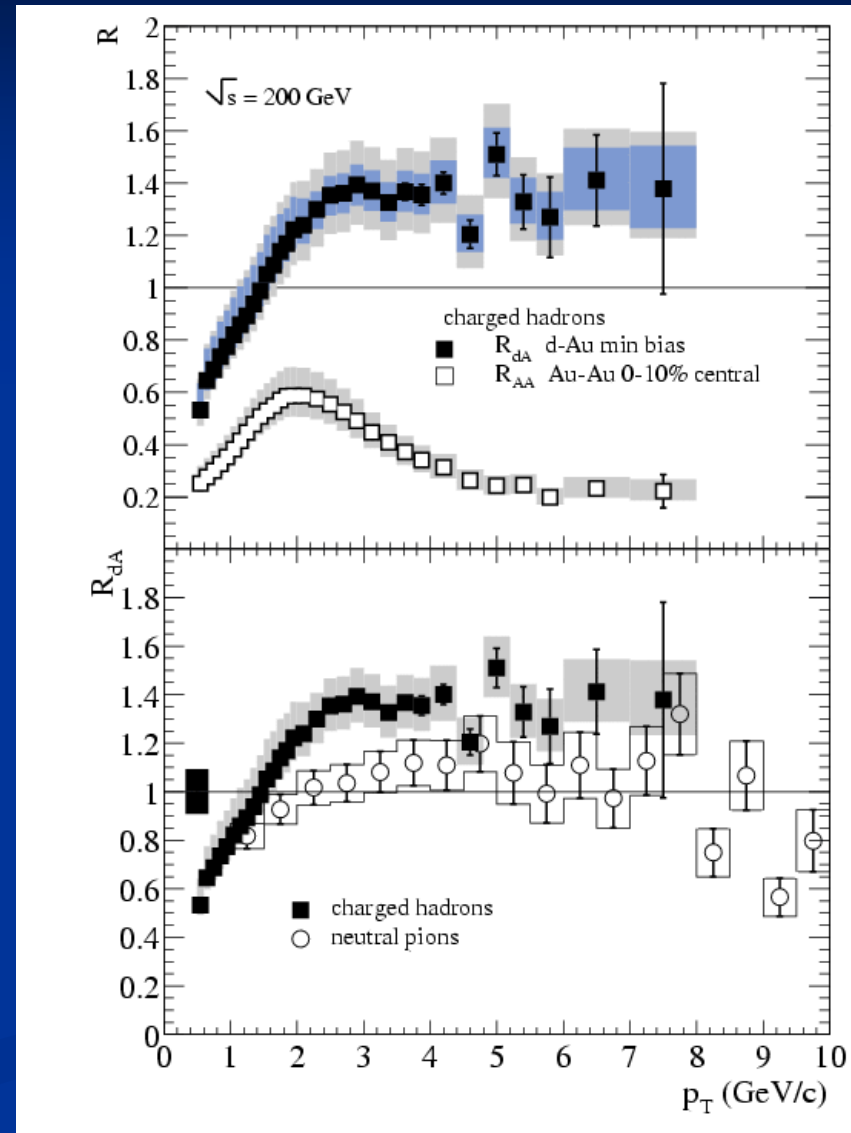 R
2
1.8
1.6
1.4
1.2
1
0.8
0.6
0.4
0.2
√s = 200 GeV
charged hadrons
R_dA d-Au min bias
R_AA Au-Au 0-10% central
R_dA
1.8
1.6
1.4
1.2
1
0.8
0.6
0.4
0.2
0
charged hadrons
neutral pions
0 1 2 3 4 5 6 7 8 9 10
p_T (GeV/c)